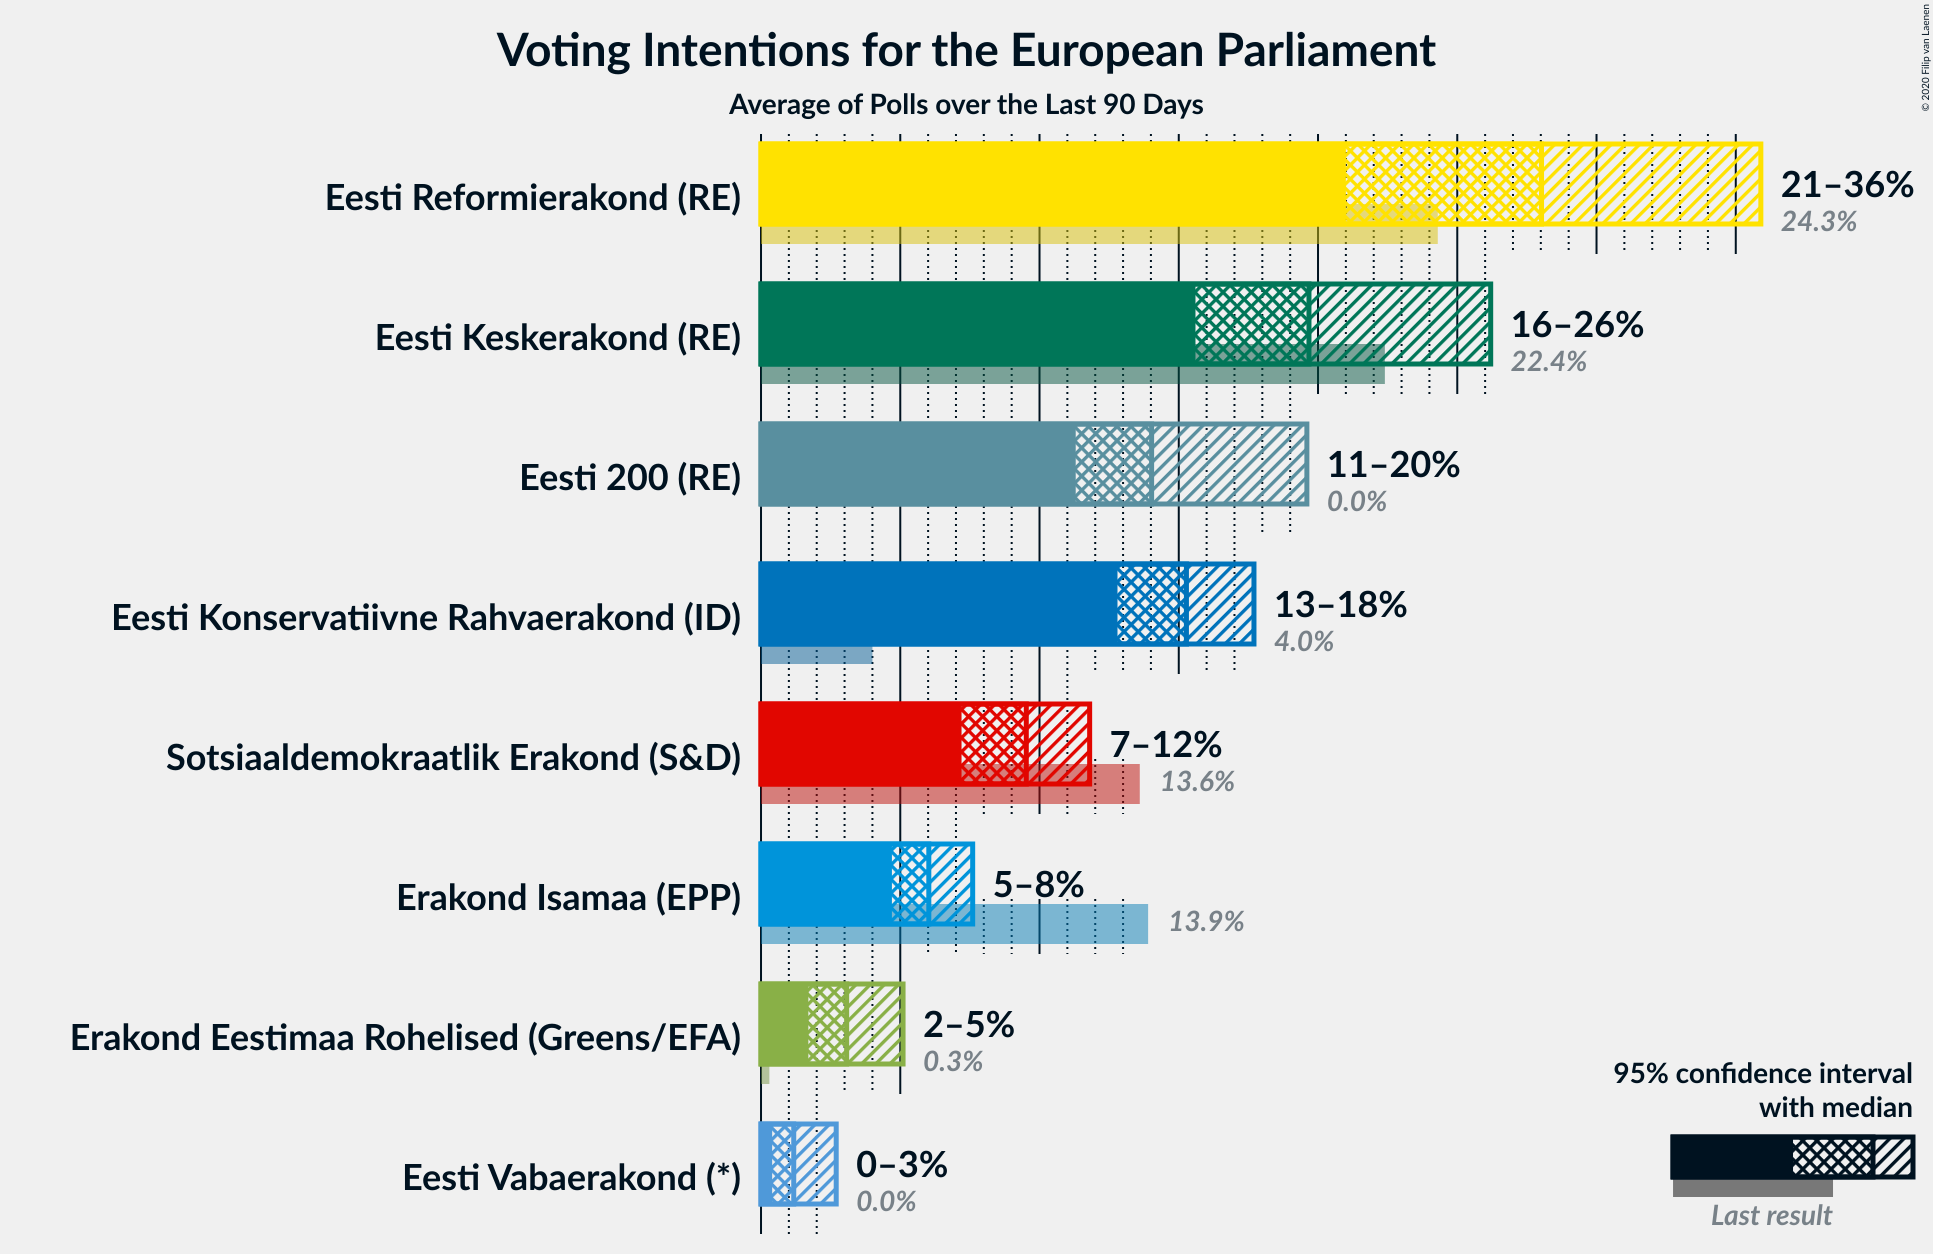 Voting Intentions for the European Parliament
Average of Polls over the Last 90 Days
© 2020 Filip van Laenen
Eesti Reformierakond (RE)
21–36%
24.3%
Eesti Keskerakond (RE)
16–26%
22.4%
Eesti 200 (RE)
11–20%
0.0%
Eesti Konservatiivne Rahvaerakond (ID)
13–18%
4.0%
Sotsiaaldemokraatlik Erakond (S&D)
7–12%
13.6%
Erakond Isamaa (EPP)
5–8%
13.9%
Erakond Eestimaa Rohelised (Greens/EFA)
2–5%
0.3%
Eesti Vabaerakond (*)
0–3%
0.0%
95% confidence interval
with median
Last result